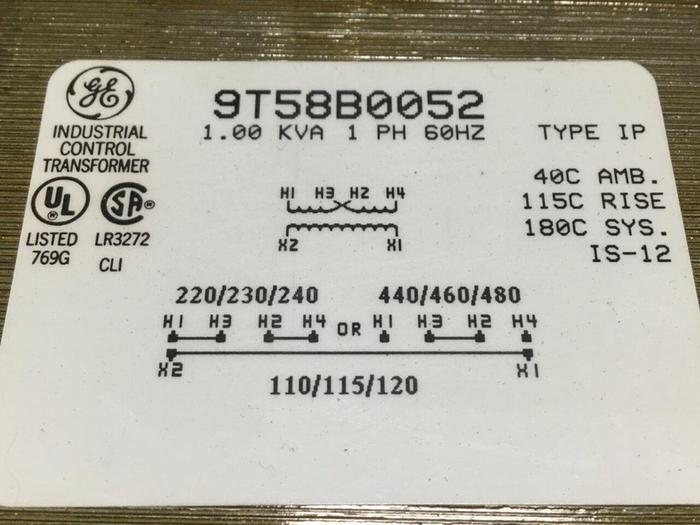 GE
INDUSTRIAL
CONTROL
TRANSFORMER
UL SA
LISTED LR3272
769G CLI
9T58B0052
1.00 KVA 1 PH 60HZ TYPE IP
40C AMB.
115C RISE
180C SYS.
IS-12
H1 H3 H2 H4
X2 X1
220/230/240 440/460/480
H1 H3 H2 H4 OR H1 H3 H2 H4
X2 X1
110/115/120